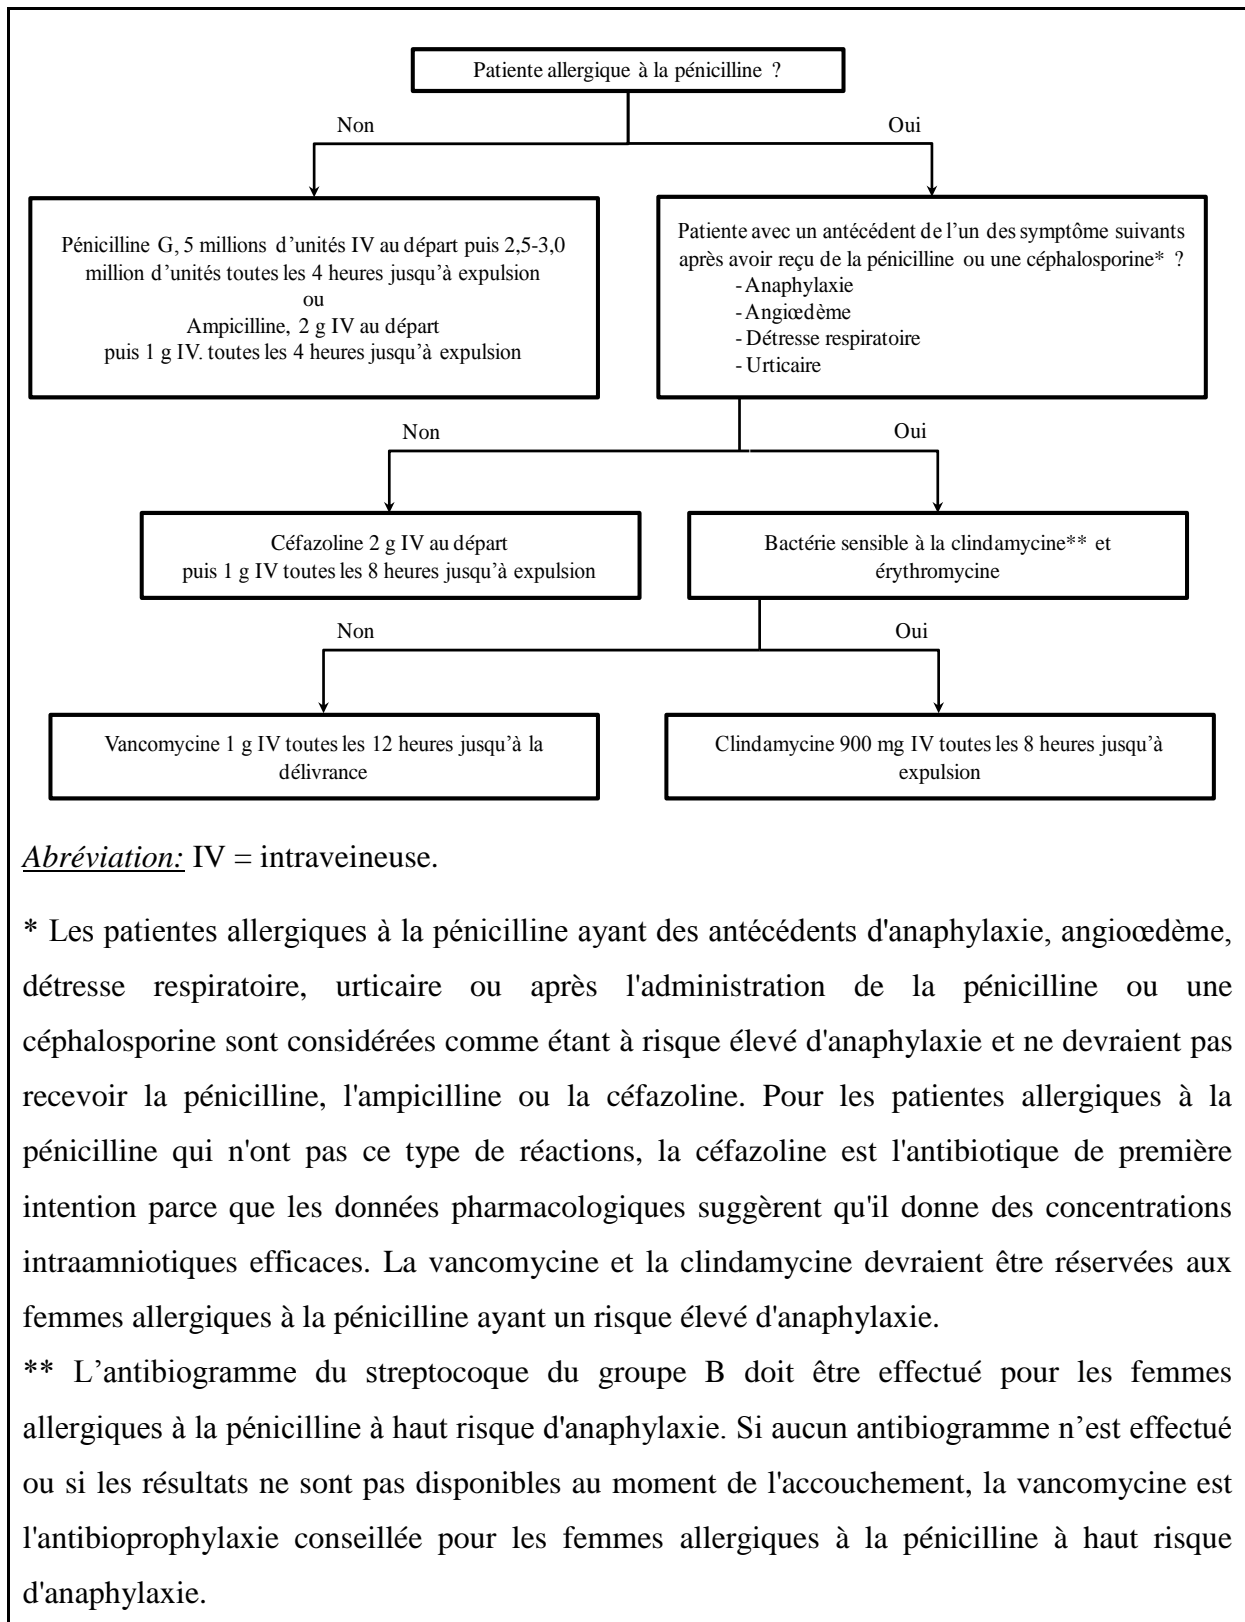 Patiente allergique à la pénicilline ?
Non
Oui
Pénicilline G, 5 millions d'unités IV au départ puis 2,5-3,0
million d'unités toutes les 4 heures jusqu'à expulsion
ou
Ampicilline, 2 g IV au départ
puis 1 g IV. toutes les 4 heures jusqu'à expulsion
Patiente avec un antécédent de l'un des symptôme suivants
après avoir reçu de la pénicilline ou une céphalosporine* ?
- Anaphylaxie
- Angiœdème
- Détresse respiratoire
- Urticaire
Non
Oui
Céfazoline 2 g IV au départ
puis 1 g IV toutes les 8 heures jusqu'à expulsion
Bactérie sensible à la clindamycine** et
érythromycine
Non
Oui
Vancomycine 1 g IV toutes les 12 heures jusqu'à la
délivrance
Clindamycine 900 mg IV toutes les 8 heures jusqu'à
expulsion
Abréviation: IV = intraveineuse.
* Les patientes allergiques à la pénicilline ayant des antécédents d'anaphylaxie, angioœdème,
détresse respiratoire, urticaire ou après l'administration de la pénicilline ou une
céphalosporine sont considérées comme étant à risque élevé d'anaphylaxie et ne devraient pas
recevoir la pénicilline, l'ampicilline ou la céfazoline. Pour les patientes allergiques à la
pénicilline qui n'ont pas ce type de réactions, la céfazoline est l'antibiotique de première
intention parce que les données pharmacologiques suggèrent qu'il donne des concentrations
intraamniotiques efficaces. La vancomycine et la clindamycine devraient être réservées aux
femmes allergiques à la pénicilline ayant un risque élevé d'anaphylaxie.
** L'antibiogramme du streptocoque du groupe B doit être effectué pour les femmes
allergiques à la pénicilline à haut risque d'anaphylaxie. Si aucun antibiogramme n'est effectué
ou si les résultats ne sont pas disponibles au moment de l'accouchement, la vancomycine est
l'antibioprophylaxie conseillée pour les femmes allergiques à la pénicilline à haut risque
d'anaphylaxie.